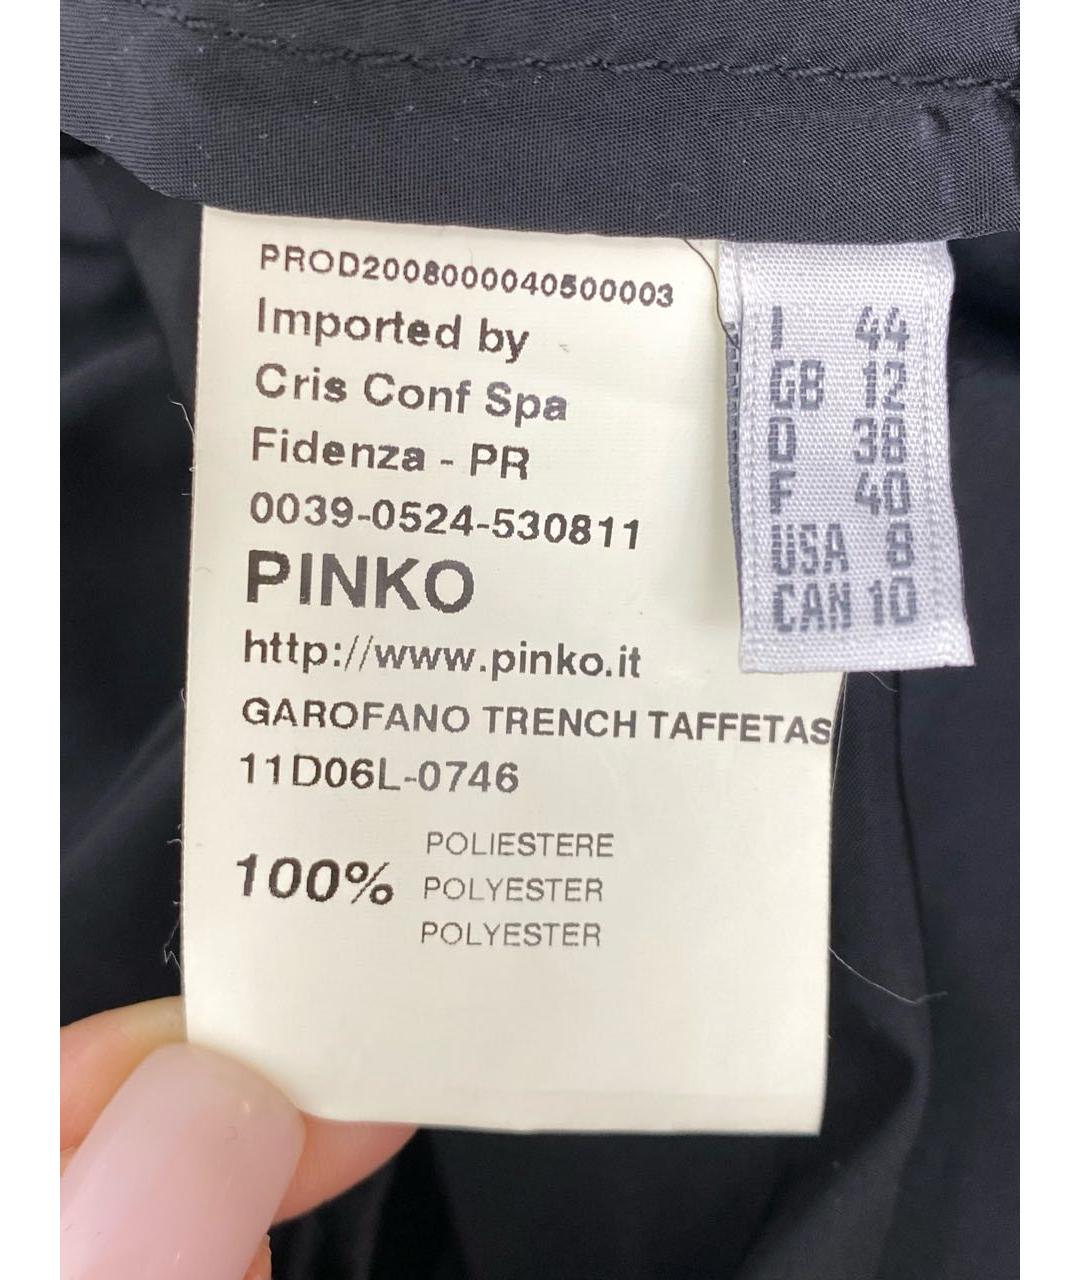 PROD2008000040500003
Imported by
Cris Conf Spa
Fidenza - PR
0039-0524-530811
PINKO
http://www.pinko.it
GAROFANO TRENCH TAFFETAS
11D06L-0746
100%
POLIESTERE
POLYESTER
POLYESTER
I 44
GB 12
D 38
F 40
USA 8
CAN 10